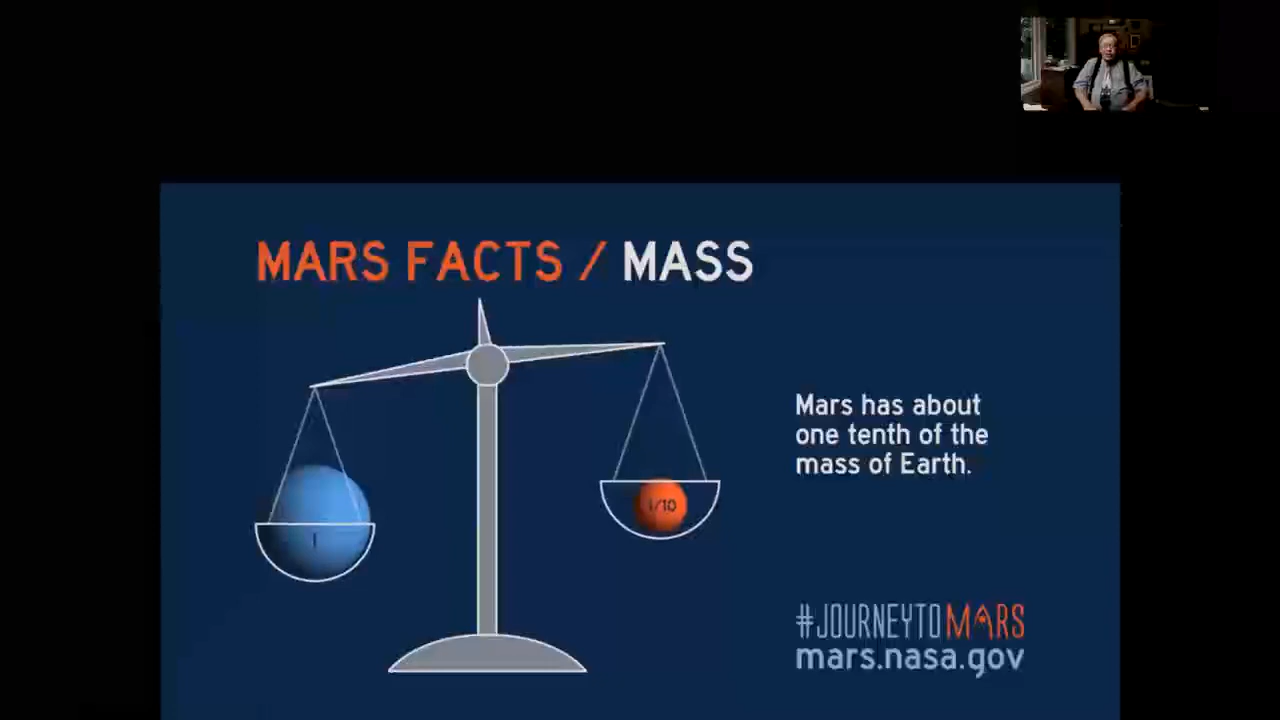 MARS FACTS / MASS
Mars has about
one tenth of the
mass of Earth.
1
1/10
#JOURNEYTOMARS
mars.nasa.gov